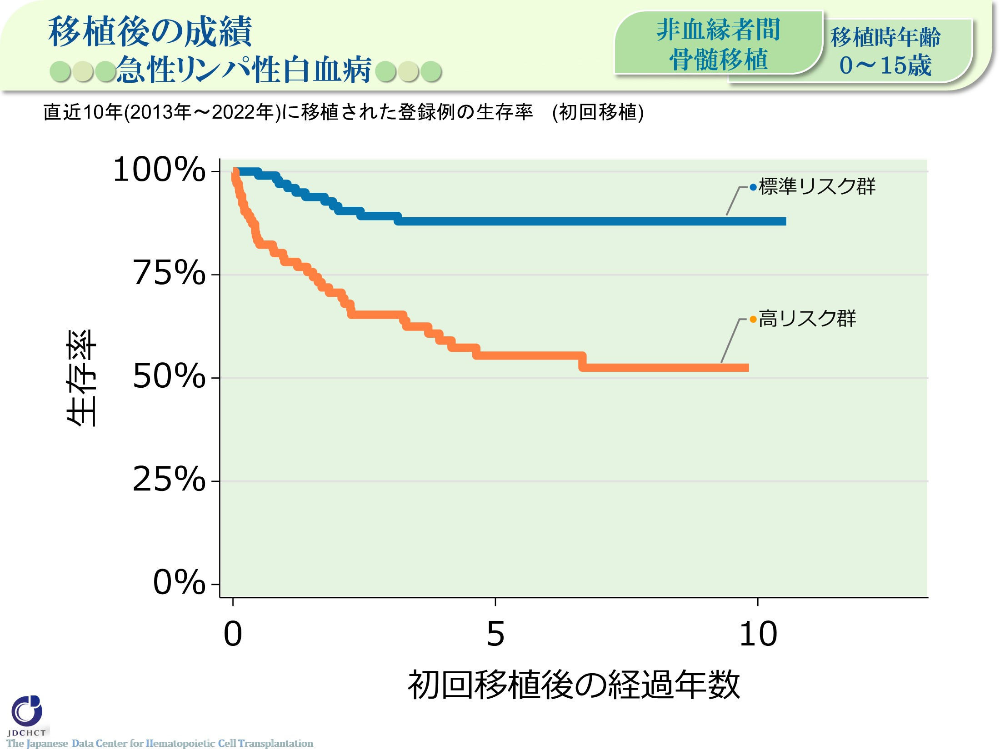 移植後の成績
急性リンパ性白血病
非血縁者間
骨髄移植
移植時年齢
0～15歳
直近10年(2013年～2022年)に移植された登録例の生存率　(初回移植)
100%
75%
50%
25%
0%
生存率
標準リスク群
高リスク群
0
5
10
初回移植後の経過年数
JDCHCT
The Japanese Data Center for Hematopoietic Cell Transplantation